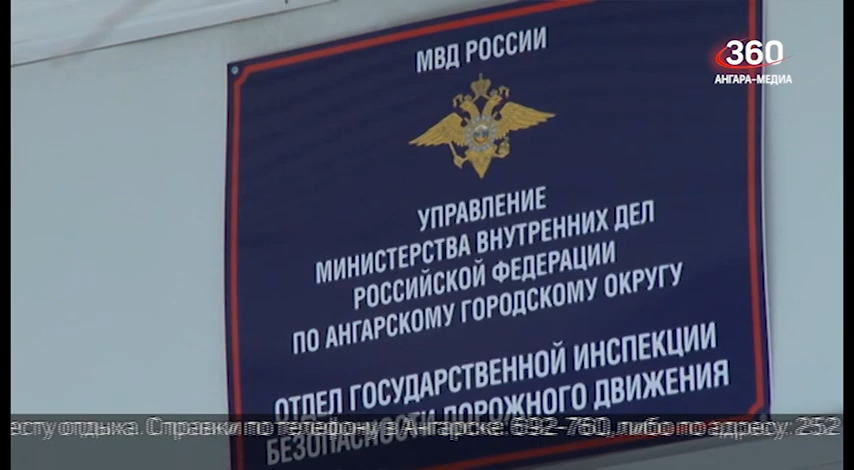 МВД РОССИИ
360
АНГАРА-МЕДИА
УПРАВЛЕНИЕ
МИНИСТЕРСТВА ВНУТРЕННИХ ДЕЛ
РОССИЙСКОЙ ФЕДЕРАЦИИ
ПО АНГАРСКОМУ ГОРОДСКОМУ ОКРУГУ
ОТДЕЛ ГОСУДАРСТВЕННОЙ ИНСПЕКЦИИ
БЕЗОПАСНОСТИ ДОРОЖНОГО ДВИЖЕНИЯ
есту отдыха. Справки по телефону в Ангарске: 692-760, либо по адресу: 252